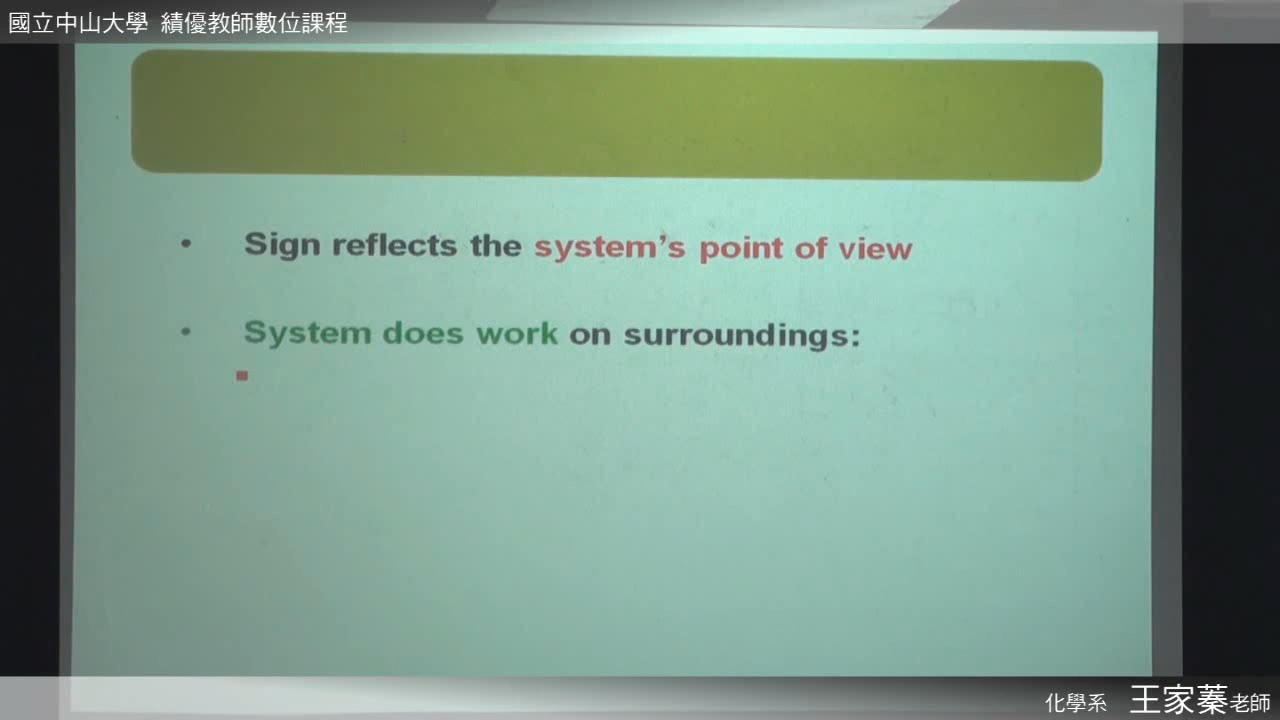 國立中山大學 績優教師數位課程
• Sign reflects the system's point of view
• System does work on surroundings:
化學系 王家蓁老師